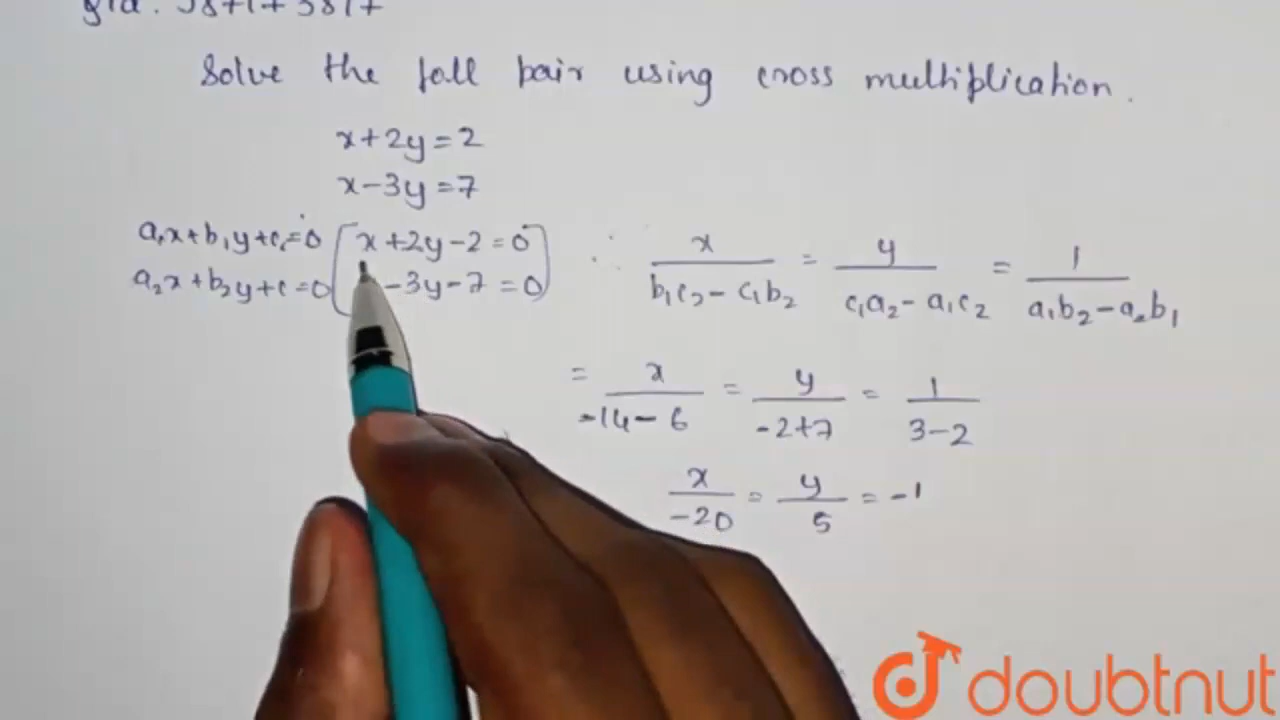 Solve the foll pair using cross multiplication.
x+2y=2
x-3y=7
a₁x+b₁y+c₁=0 [x+2y-2=0]
a₂x+b₂y+c=0 [-3y-7=0]
∴ x/(b₁c₂-c₁b₂) = y/(c₁a₂-a₁c₂) = 1/(a₁b₂-a₂b₁)
= x/(-14-6) = y/(-2+7) = 1/(3-2)
x/-20 = y/5 = -1
doubtnut